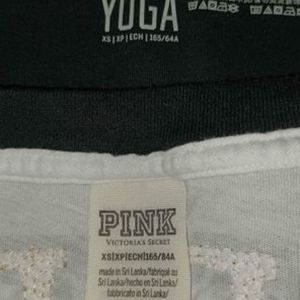 YOGA
XS | XP | ECH | 165/64A
PINK
VICTORIA'S SECRET
XS|XP|ECH|165/84A
made in Sri Lanka/fabriqué au
Sri Lanka/hecho en Sri Lanka/
fabbricato in Sri Lanka/